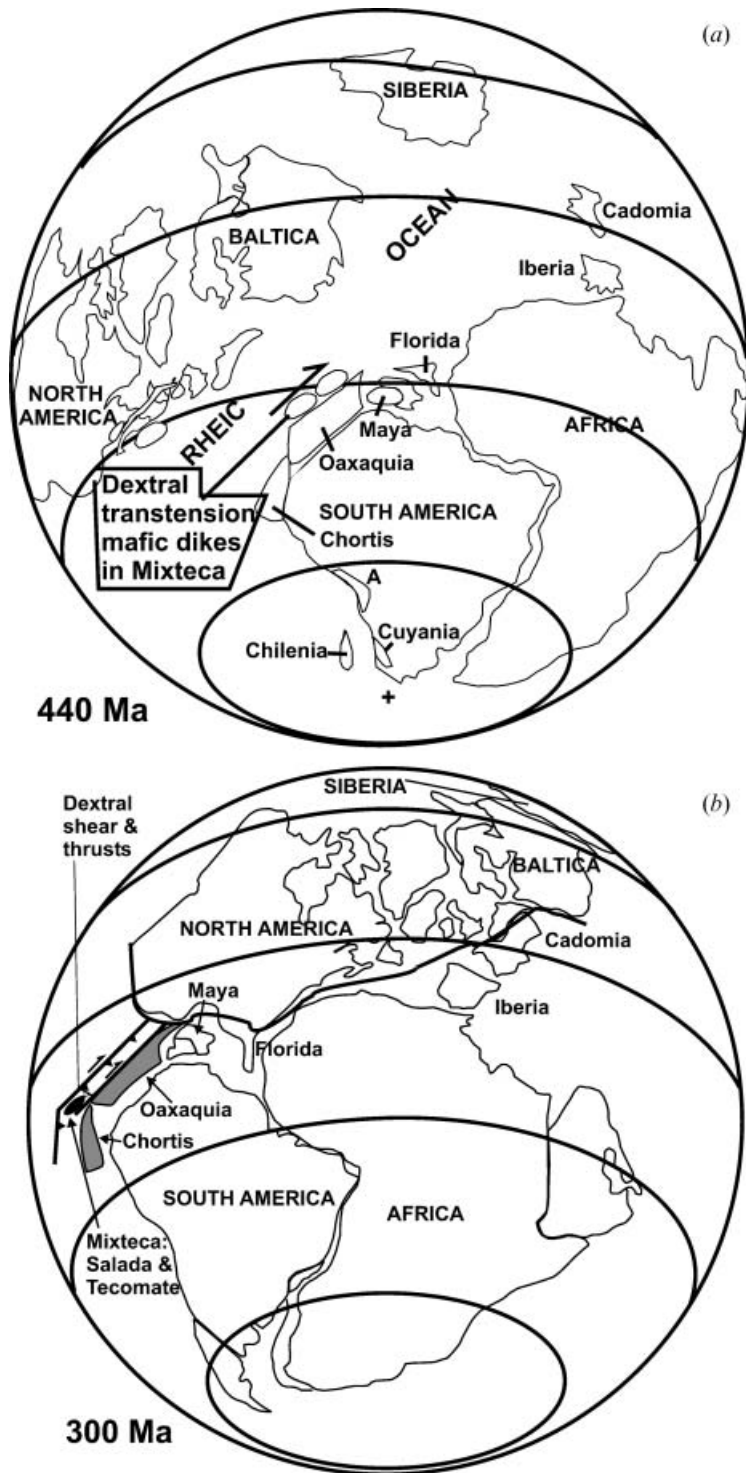 (a)
SIBERIA
Cadomia
BALTICA
OCEAN
Iberia
Florida
NORTH
AMERICA
RHEIC
Maya
AFRICA
Oaxaquia
Dextral
transtension
mafic dikes
in Mixteca
SOUTH AMERICA
Chortis
A
Cuyania
Chilenia
+
440 Ma
(b)
SIBERIA
Dextral
shear &
thrusts
BALTICA
NORTH AMERICA
Cadomia
Maya
Iberia
Florida
Oaxaquia
Chortis
SOUTH AMERICA
AFRICA
Mixteca:
Salada &
Tecomate
300 Ma